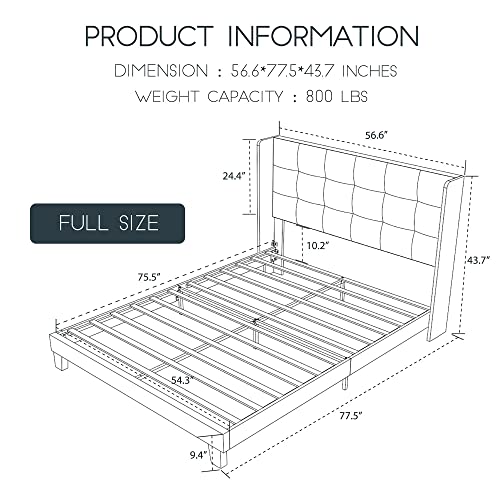 PRODUCT INFORMATION
DIMENSION : 56.6*77.5*43.7 INCHES
WEIGHT CAPACITY : 800 LBS
56.6"
24.4"
FULL SIZE
10.2"
43.7"
75.5"
54.3"
77.5"
9.4"